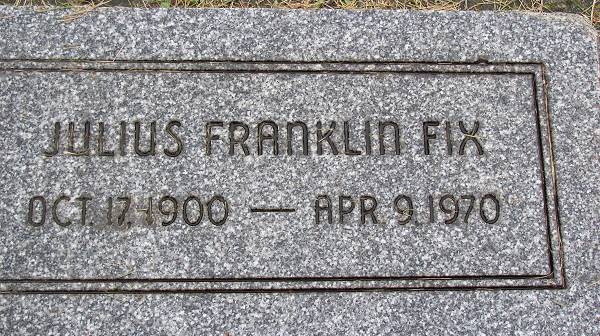 JULIUS FRANKLIN FIX
OCT. 17, 1900 — APR. 9, 1970